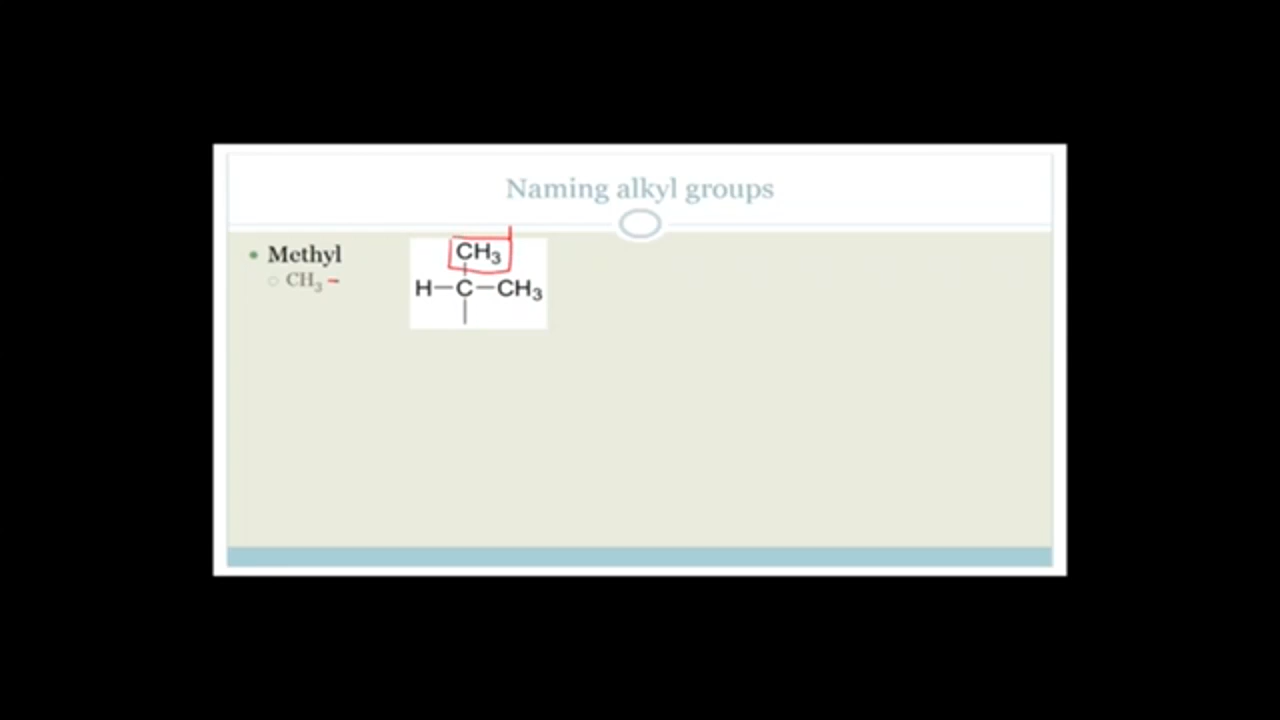 Naming alkyl groups
• Methyl
○ CH₃ –
CH₃
H–C–CH₃